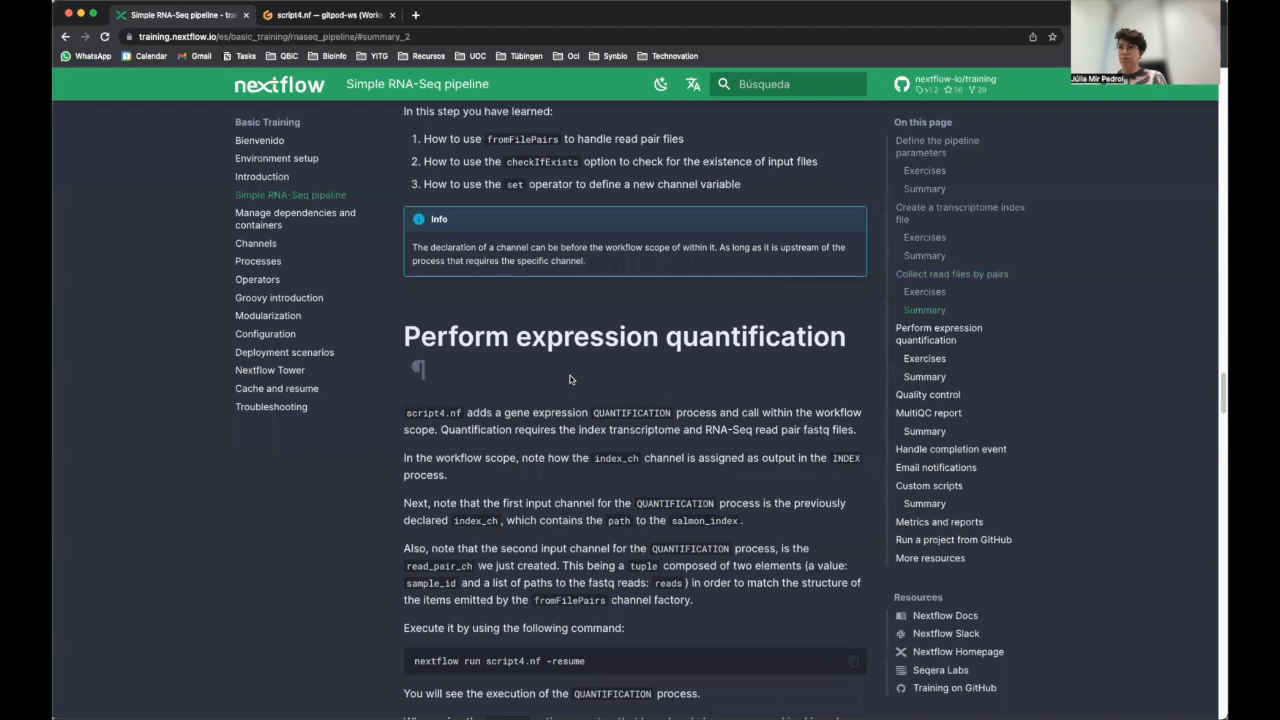 Simple RNA-Seq pipeline - trai
script4.nf — gitpod-ws (Works
training.nextflow.io/es/basic_training/rnaseq_pipeline/#summary_2
WhatsApp
Calendar
Gmail
Tasks
QBiC
Bioinfo
YITG
Recursos
UOC
Tübingen
Oci
Synbio
Technovation
Júlia Mir Pedrol
nextflow
Simple RNA-Seq pipeline
Búsqueda
nextflow-io/training
v1.2 56 29
Basic Training
Bienvenido
Environment setup
Introduction
Simple RNA-Seq pipeline
Manage dependencies and
containers
Channels
Processes
Operators
Groovy introduction
Modularization
Configuration
Deployment scenarios
Nextflow Tower
Cache and resume
Troubleshooting
In this step you have learned:
1. How to use fromFilePairs to handle read pair files
2. How to use the checkIfExists option to check for the existence of input files
3. How to use the set operator to define a new channel variable
Info
The declaration of a channel can be before the workflow scope of within it. As long as it is upstream of the
process that requires the specific channel.
Perform expression quantification
¶
script4.nf adds a gene expression QUANTIFICATION process and call within the workflow
scope. Quantification requires the index transcriptome and RNA-Seq read pair fastq files.
In the workflow scope, note how the index_ch channel is assigned as output in the INDEX
process.
Next, note that the first input channel for the QUANTIFICATION process is the previously
declared index_ch, which contains the path to the salmon_index.
Also, note that the second input channel for the QUANTIFICATION process, is the
read_pair_ch we just created. This being a tuple composed of two elements (a value:
sample_id and a list of paths to the fastq reads: reads) in order to match the structure of
the items emitted by the fromFilePairs channel factory.
Execute it by using the following command:
nextflow run script4.nf -resume
You will see the execution of the QUANTIFICATION process.
On this page
Define the pipeline
parameters
Exercises
Summary
Create a transcriptome index
file
Exercises
Summary
Collect read files by pairs
Exercises
Summary
Perform expression
quantification
Exercises
Summary
Quality control
MultiQC report
Summary
Handle completion event
Email notifications
Custom scripts
Summary
Metrics and reports
Run a project from GitHub
More resources
Resources
Nextflow Docs
Nextflow Slack
Nextflow Homepage
Seqera Labs
Training on GitHub